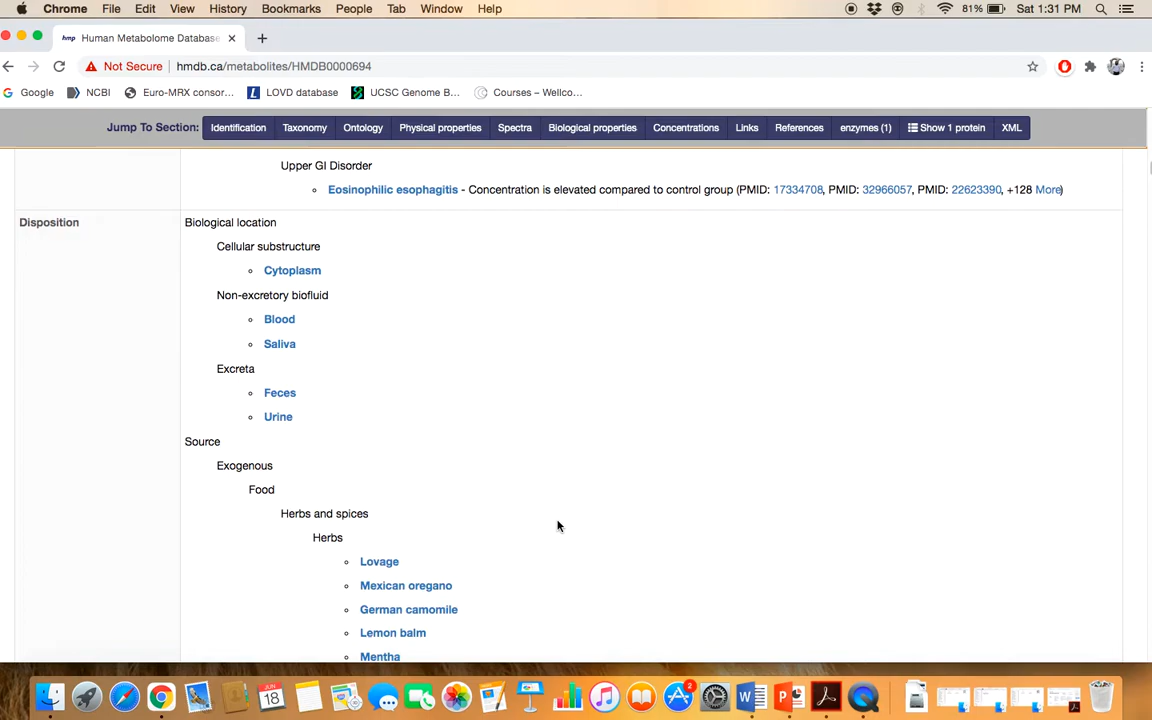 Chrome File Edit View History Bookmarks People Tab Window Help 81% Sat 1:31 PM
hmp Human Metabolome Database
Not Secure hmdb.ca/metabolites/HMDB0000694
Google NCBI Euro-MRX consor... LOVD database UCSC Genome B... Courses – Wellco...
Jump To Section: Identification Taxonomy Ontology Physical properties Spectra Biological properties Concentrations Links References enzymes (1) Show 1 protein XML
Upper GI Disorder
Eosinophilic esophagitis - Concentration is elevated compared to control group (PMID: 17334708, PMID: 32966057, PMID: 22623390, +128 More)
Disposition Biological location
Cellular substructure
Cytoplasm
Non-excretory biofluid
Blood
Saliva
Excreta
Feces
Urine
Source
Exogenous
Food
Herbs and spices
Herbs
Lovage
Mexican oregano
German camomile
Lemon balm
Mentha
JUN
18
2